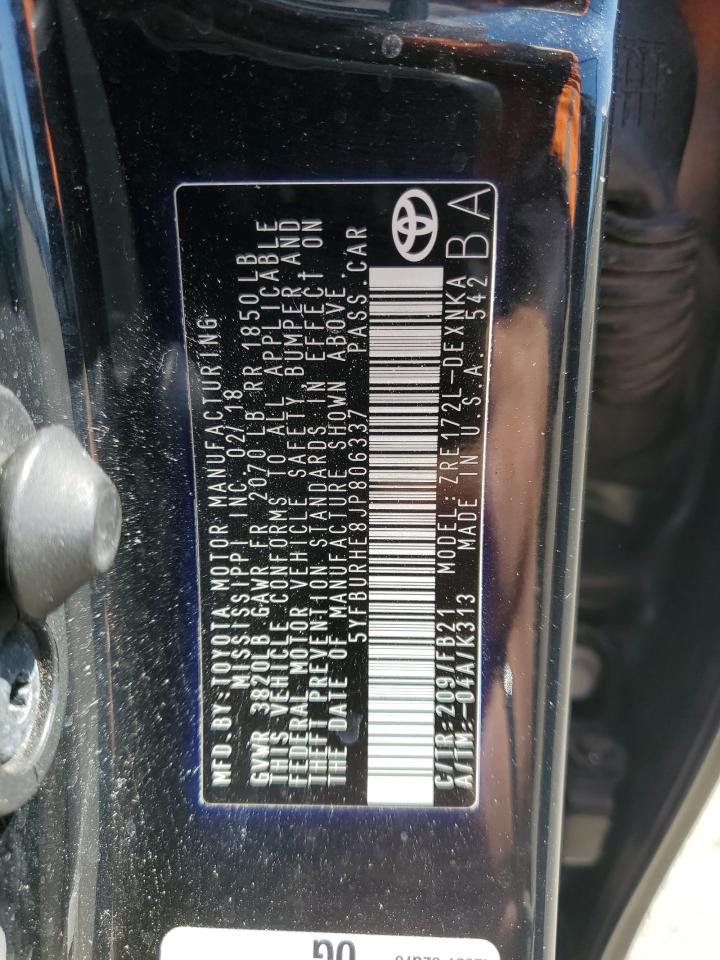 MFD.BY:TOYOTA MOTOR MANUFACTURING
MISSISSIPPI INC. 02/18
GVWR 3820LB GAWR FR 2070LB RR 1850LB
THIS VEHICLE CONFORMS TO ALL APPLICABLE
FEDERAL MOTOR VEHICLE SAFETY, BUMPER AND
THEFT PREVENTION STANDARDS IN EFFECT ON
THE DATE OF MANUFACTURE SHOWN ABOVE
5YFBURHE8JP806337 PASS.CAR
C/TR:209/FB21 MODEL:ZRE172L-DEXNKA
A/TM:-04A/K313 MADE IN U.S.A. 542
BA